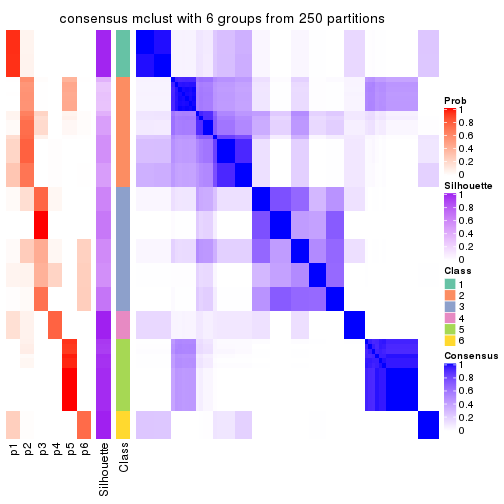 consensus mclust with 6 groups from 250 partitions
Prob
1
0.8
0.6
0.4
0.2
0
Silhouette
1
0.8
0.6
0.4
0.2
0
Class
1
2
3
4
5
6
Consensus
1
0.8
0.6
0.4
0.2
0
p1
p2
p3
p4
p5
p6
Silhouette
Class